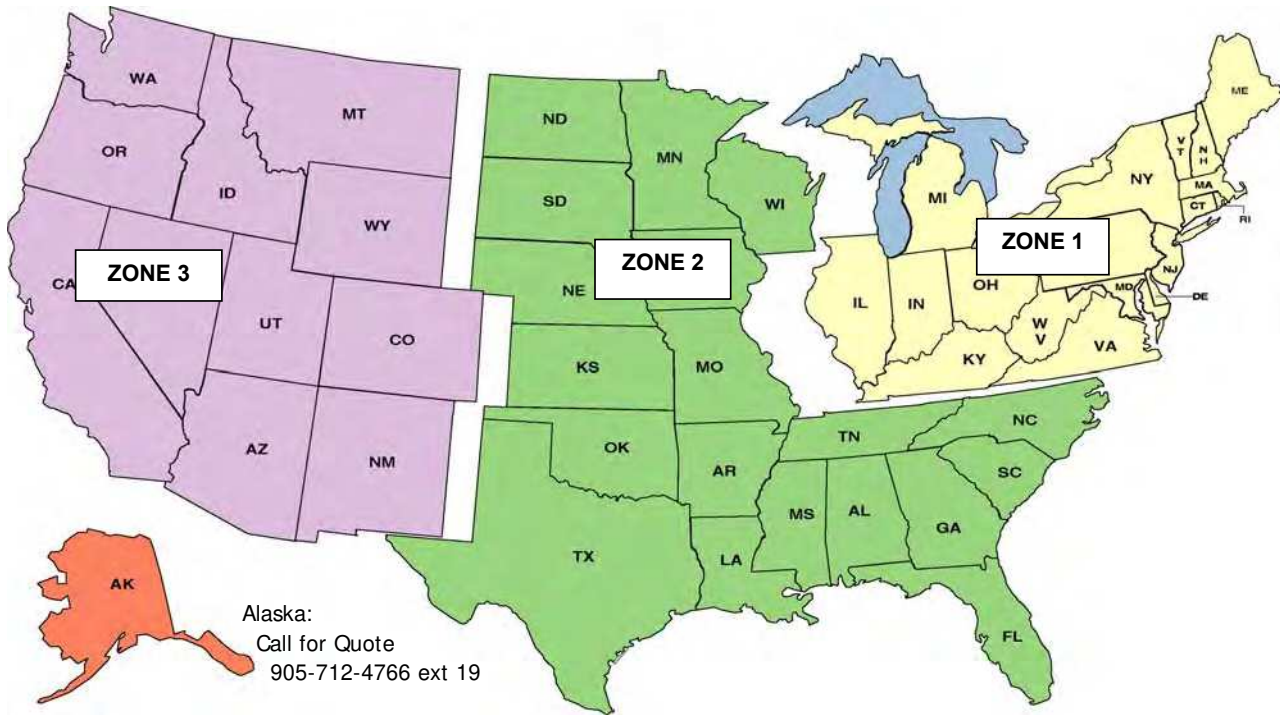 WA
MT
ND
MN
ME
OR
ID
SD
WI
MI
NY
V
T
N
H
MA
CT
RI
WY
ZONE 3
ZONE 2
ZONE 1
CA
NE
IL
IN
OH
NJ
MD
DE
UT
CO
KS
MO
KY
W
V
VA
AZ
NM
OK
AR
TN
NC
SC
MS
AL
GA
TX
LA
FL
AK
Alaska:
Call for Quote
905-712-4766 ext 19